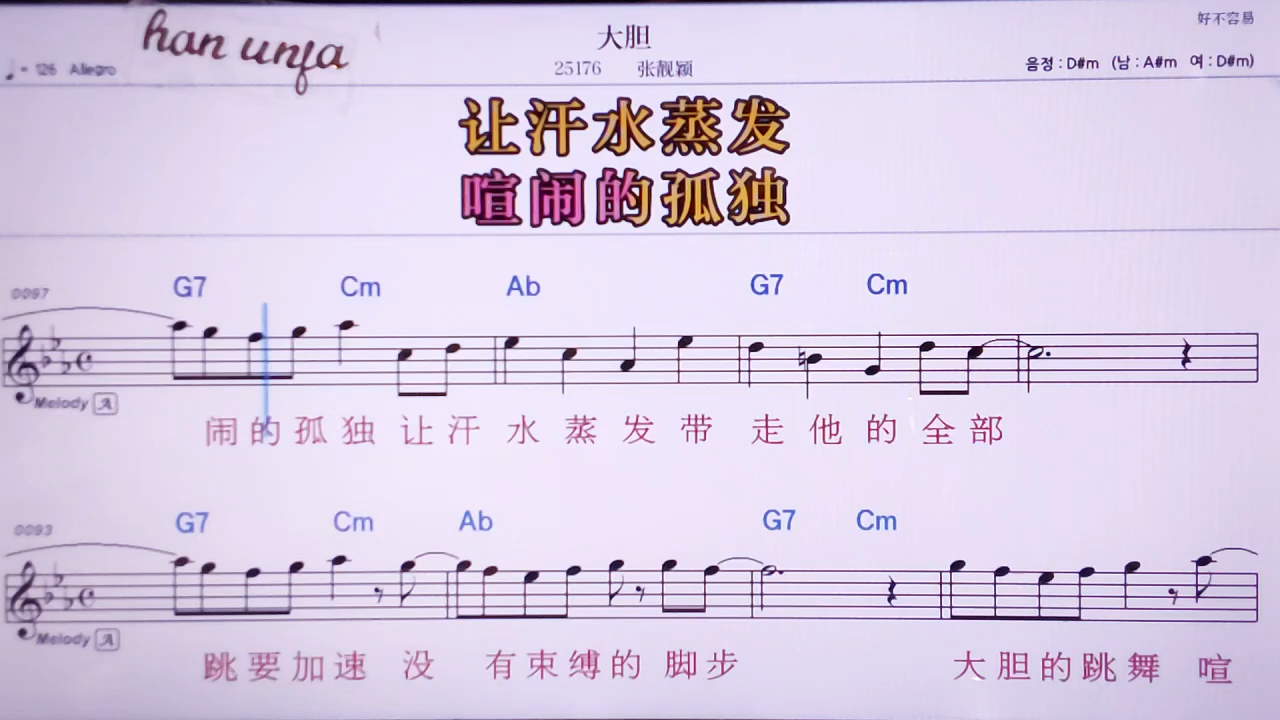 好不容易
han unja
大胆
♩= 126 Allegro
25176 张靓颖
음정 : D#m (남 : A#m 여 : D#m)
让汗水蒸发
喧闹的孤独
0097 G7 Cm Ab G7 Cm
Melody A
闹的孤独让汗水蒸发带走他的全部
0093 G7 Cm Ab G7 Cm
Melody A
跳要加速没有束缚的脚步 大胆的跳舞喧